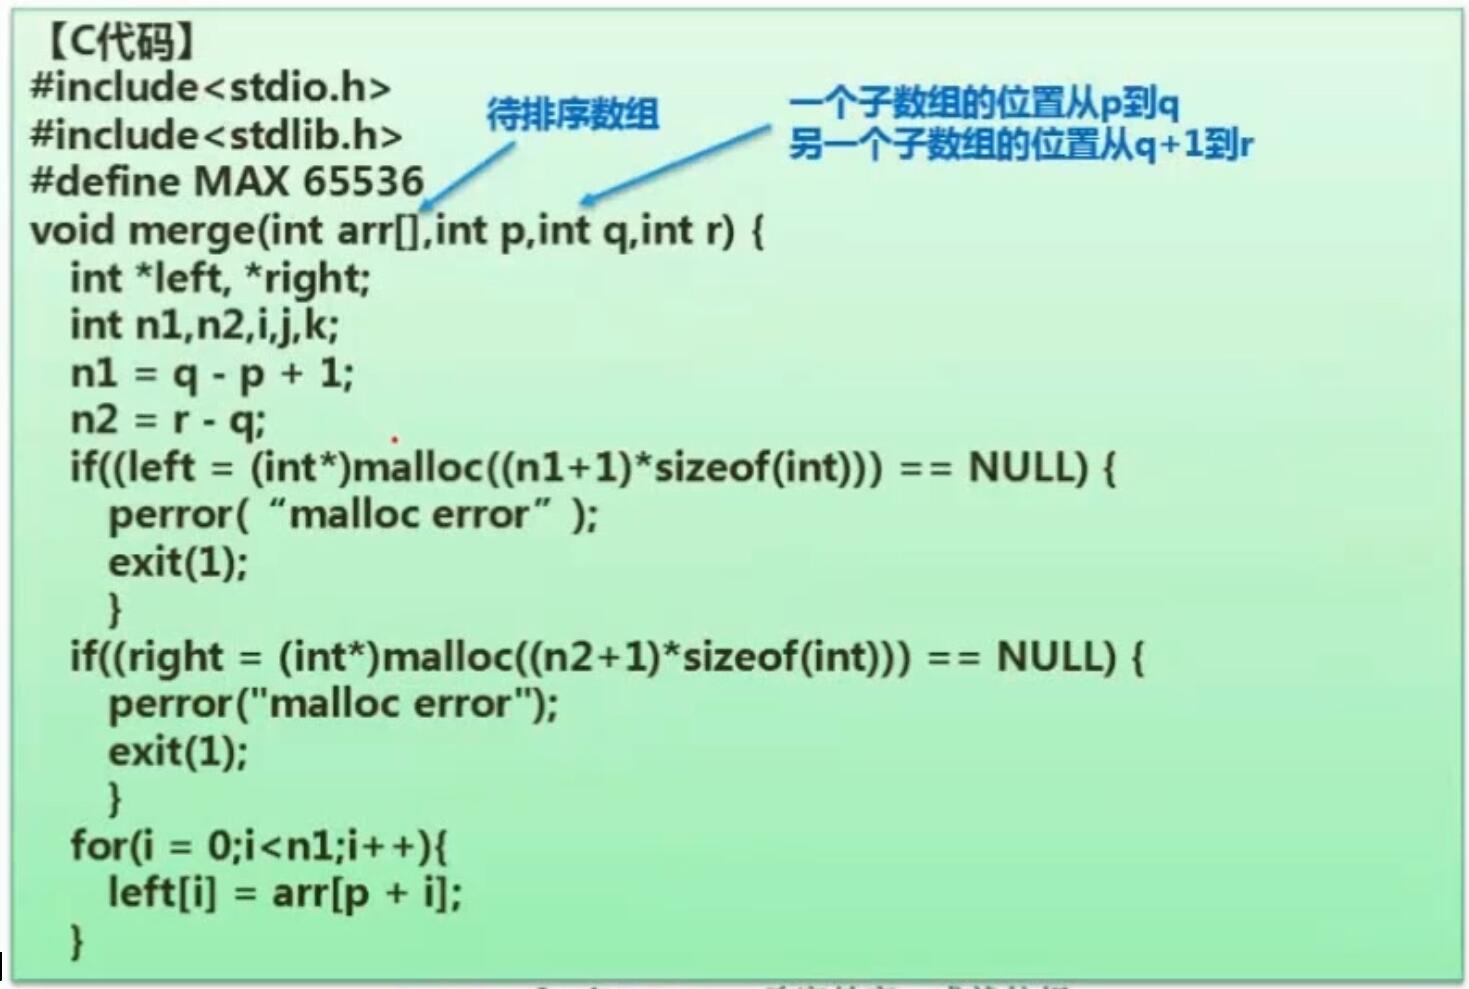 【C代码】
#include<stdio.h>
#include<stdlib.h>
待排序数组
一个子数组的位置从p到q
另一个子数组的位置从q+1到r
#define MAX 65536
void merge(int arr[],int p,int q,int r) {
int *left, *right;
int n1,n2,i,j,k;
n1 = q - p + 1;
n2 = r - q;
if((left = (int*)malloc((n1+1)*sizeof(int))) == NULL) {
perror( “malloc error” );
exit(1);
}
if((right = (int*)malloc((n2+1)*sizeof(int))) == NULL) {
perror("malloc error");
exit(1);
}
for(i = 0;i<n1;i++){
left[i] = arr[p + i];
}